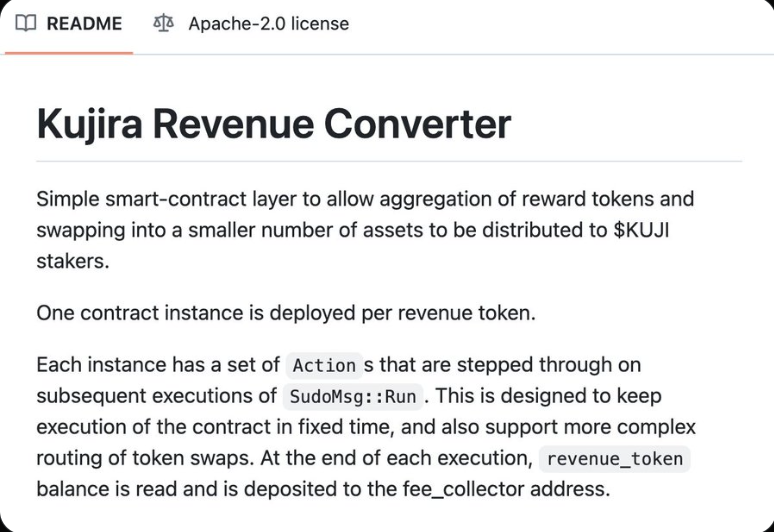 README Apache-2.0 license
Kujira Revenue Converter
Simple smart-contract layer to allow aggregation of reward tokens and
swapping into a smaller number of assets to be distributed to $KUJI
stakers.
One contract instance is deployed per revenue token.
Each instance has a set of Action s that are stepped through on
subsequent executions of SudoMsg::Run . This is designed to keep
execution of the contract in fixed time, and also support more complex
routing of token swaps. At the end of each execution, revenue_token
balance is read and is deposited to the fee_collector address.